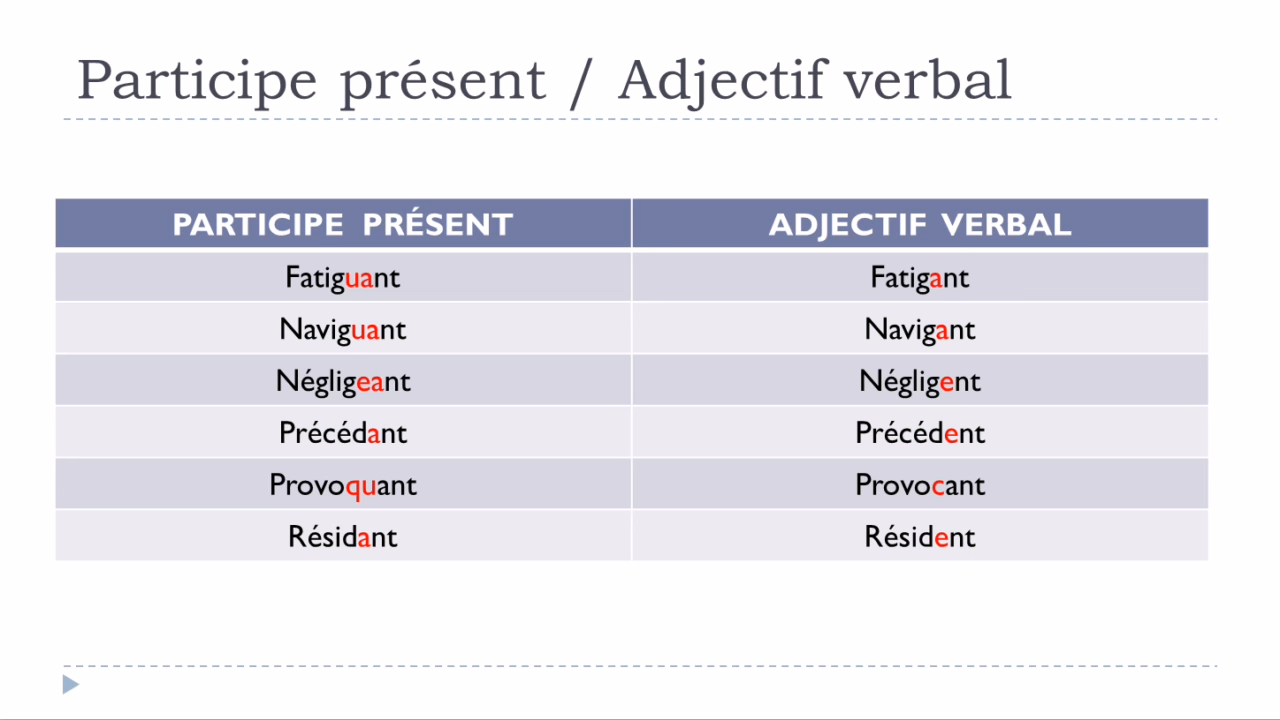 Participe présent / Adjectif verbal
PARTICIPE PRÉSENT ADJECTIF VERBAL
Fatiguant Fatigant
Naviguant Navigant
Négligeant Négligent
Précédant Précédent
Provoquant Provocant
Résidant Résident